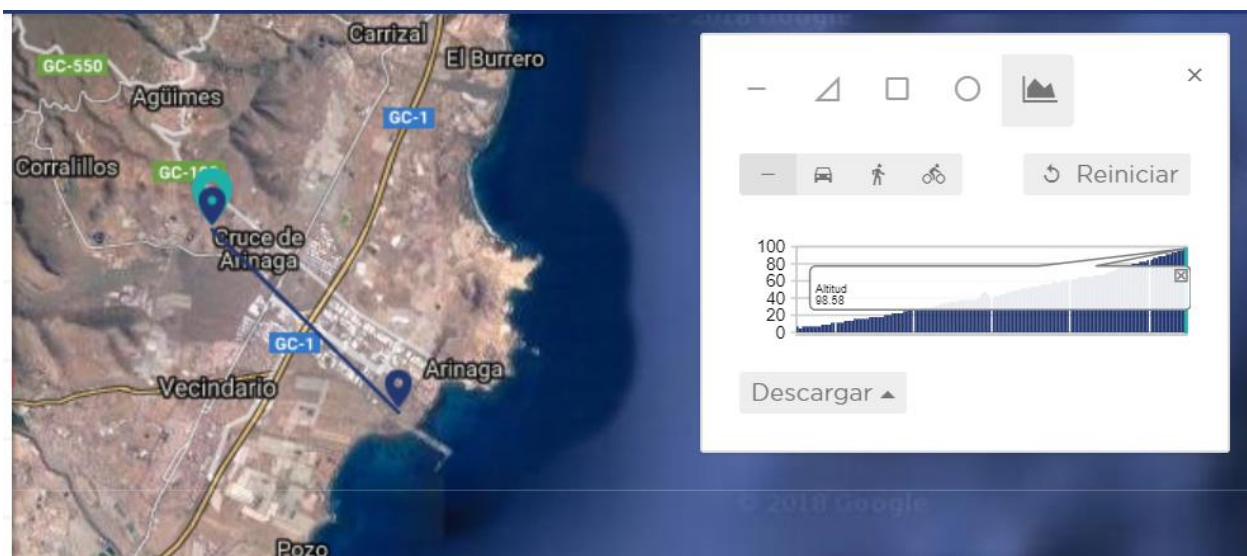 © 2018 Google
Carrizal
El Burrero
GC-550
Agüimes
GC-1
Corralillos
Cruce de
Arinaga
GC-1
Arinaga
Vecindario
Pozo
© 2018 Google
×
Reiniciar
100
80
60
40
20
0
Altitud
98.58
Descargar